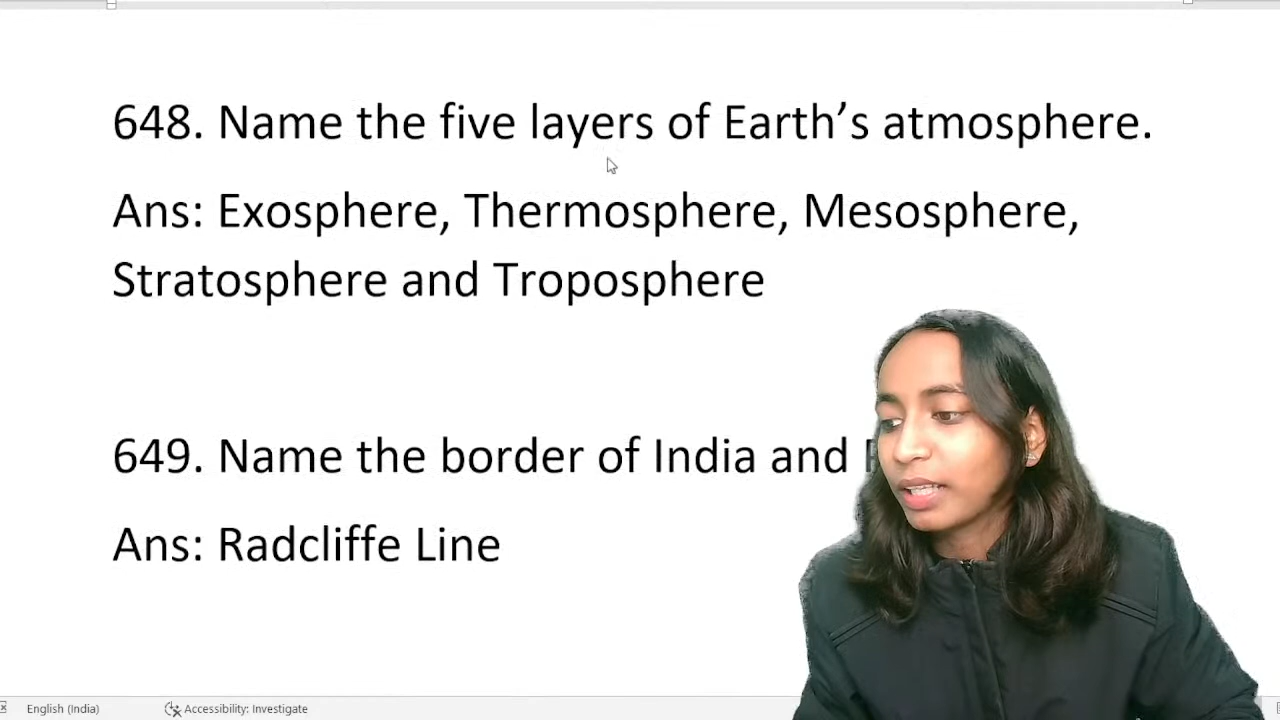 648. Name the five layers of Earth’s atmosphere.
Ans: Exosphere, Thermosphere, Mesosphere,
Stratosphere and Troposphere
649. Name the border of India and
Ans: Radcliffe Line
English (India) Accessibility: Investigate